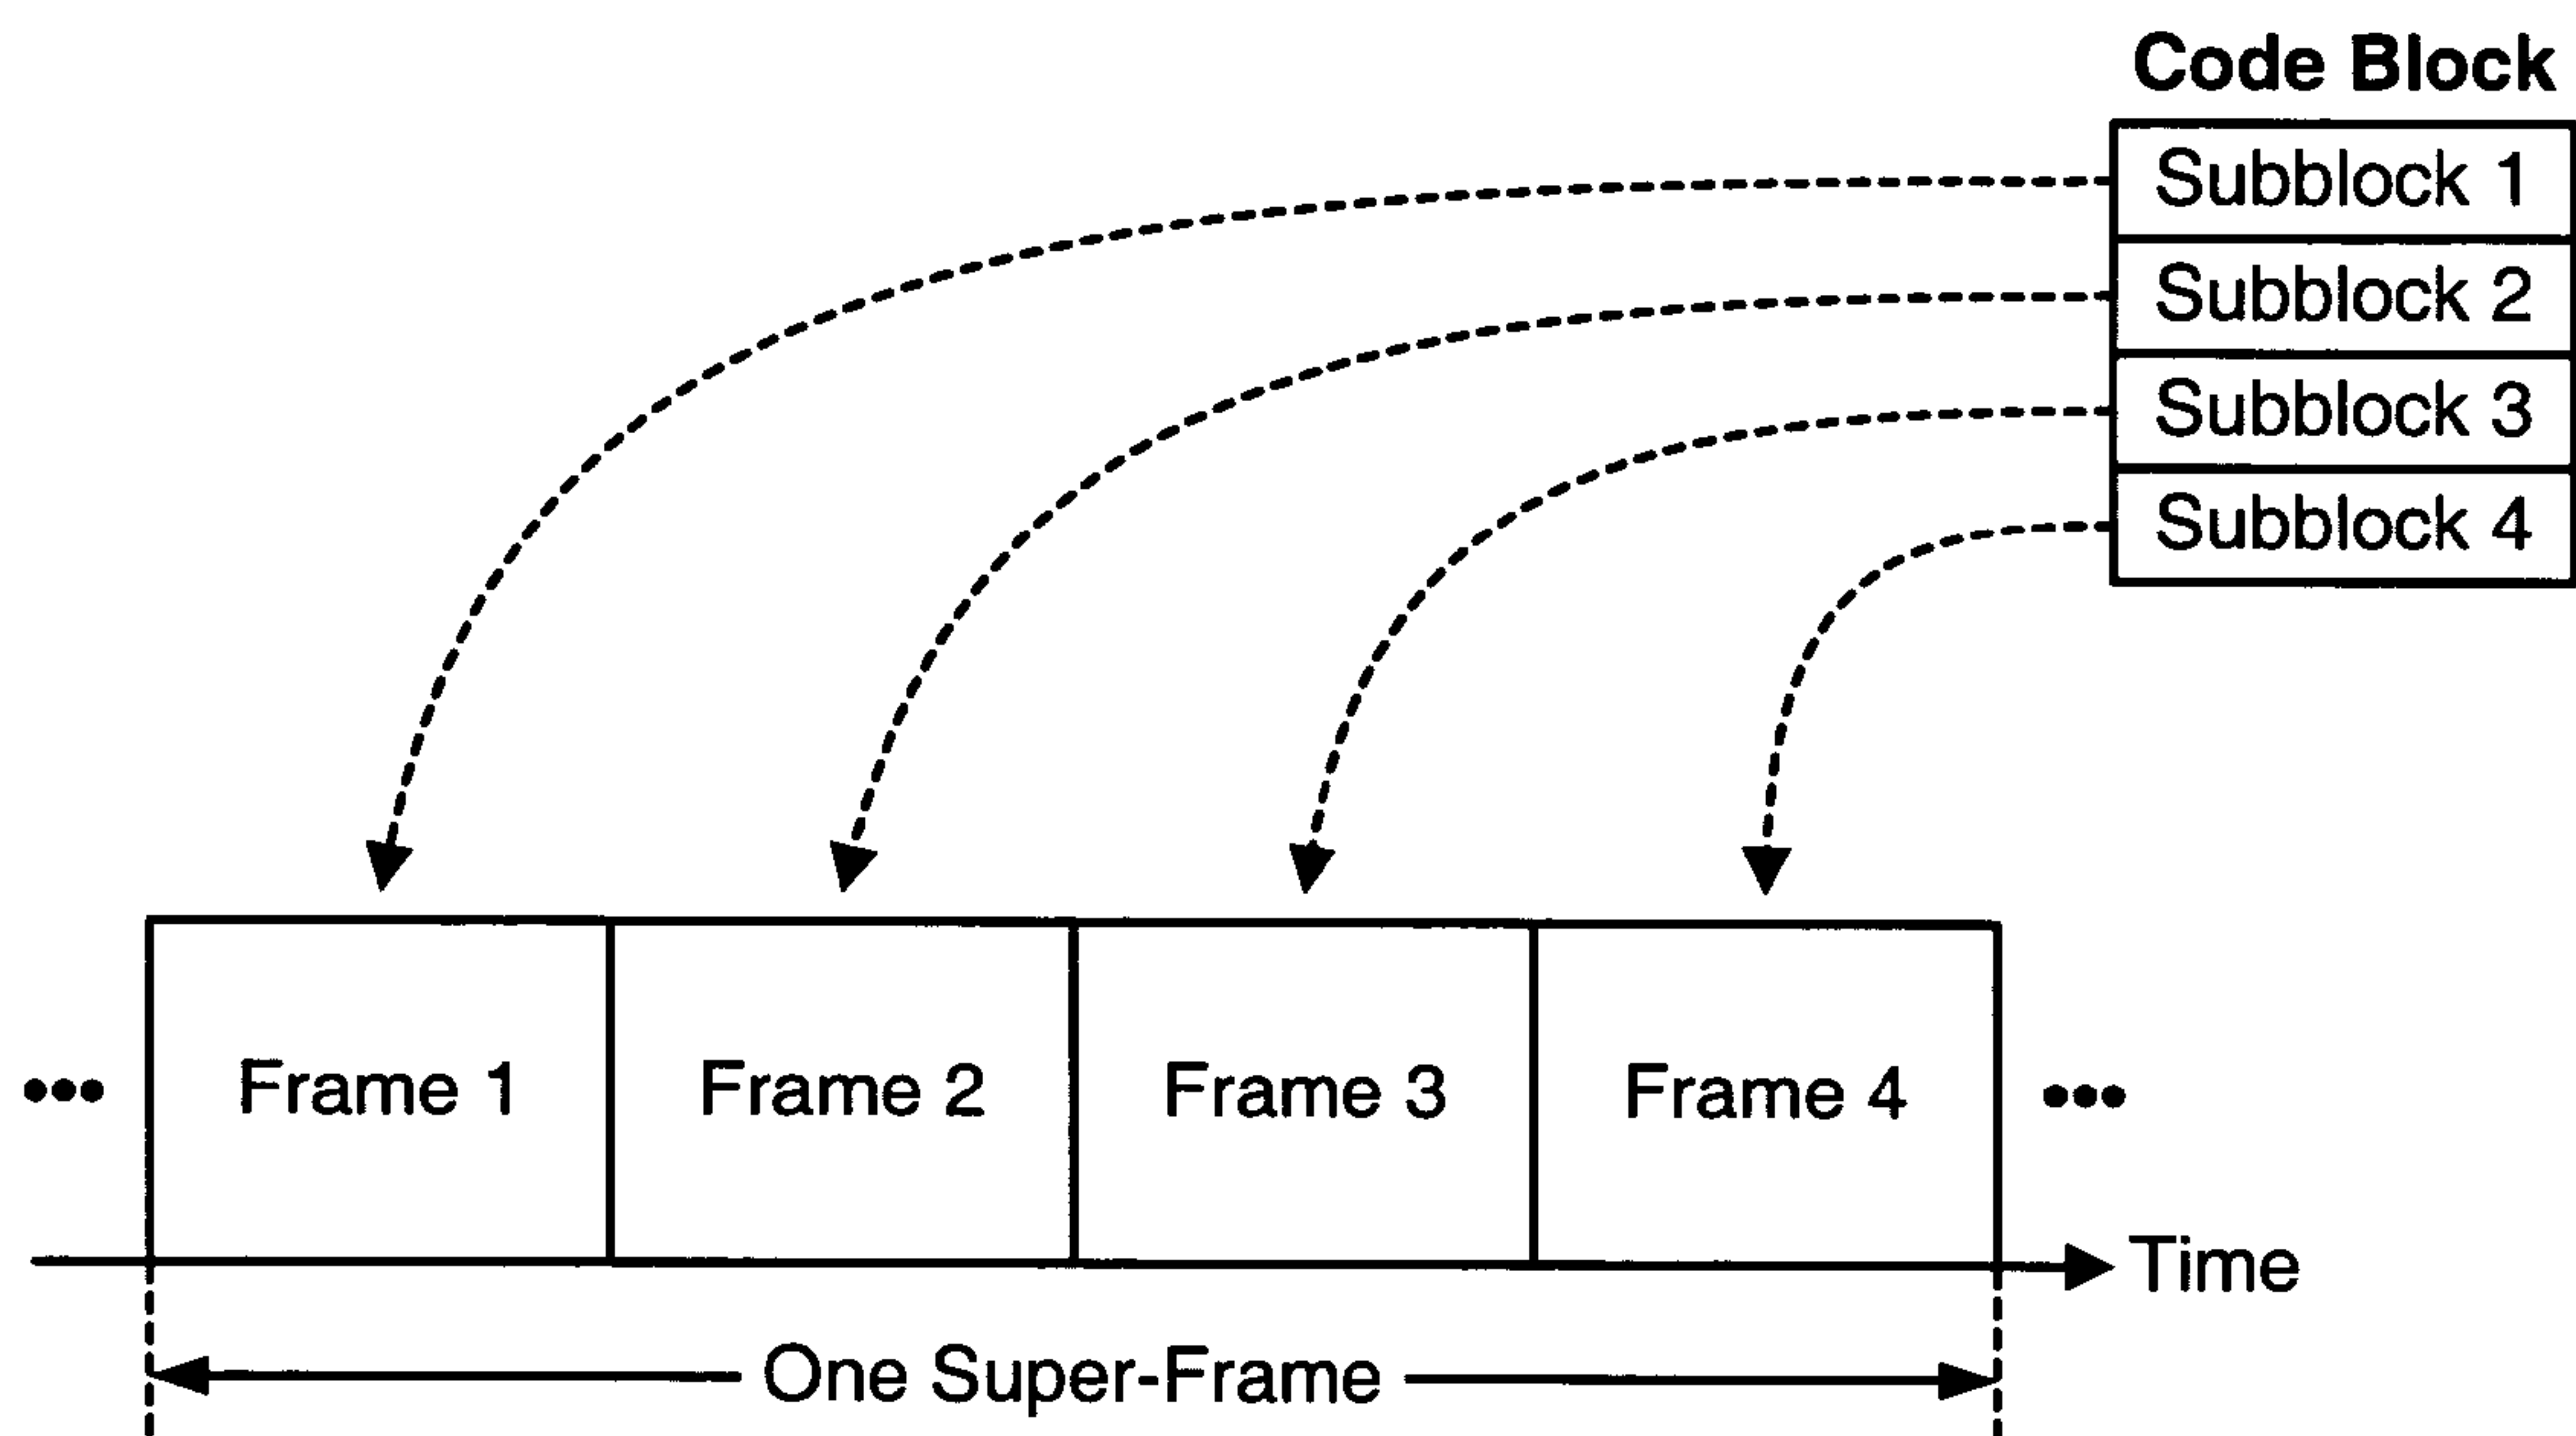 Code Block
Subblock 1
Subblock 2
Subblock 3
Subblock 4
••• Frame 1 Frame 2 Frame 3 Frame 4 •••
Time
One Super-Frame